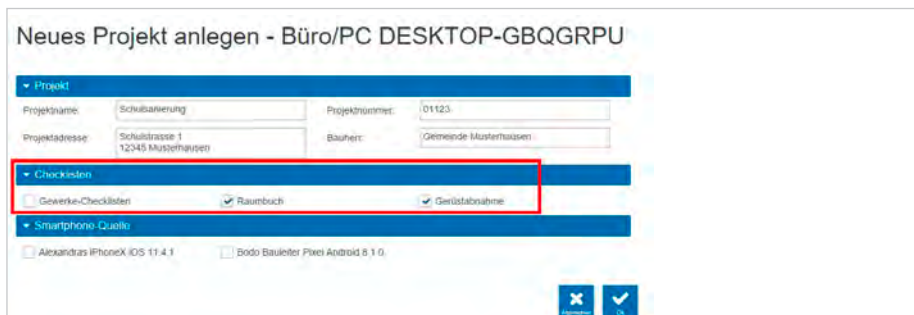 Neues Projekt anlegen - Büro/PC DESKTOP-GBQGRPU
Projekt
Projektname: Schulsanierung Projektnummer: 01123
Projektadresse: Schulstrasse 1 Bauherr: Gemeinde Musterhausen
12345 Musterhausen
Checklisten
Gewerke-Checklisten Raumbuch Gerüstabnahme
Smartphone-Quelle
Alexandras iPhoneX iOS 11.4.1 Bodo Bauleiter Pixel Android 8.1.0
Abbrechen Ok